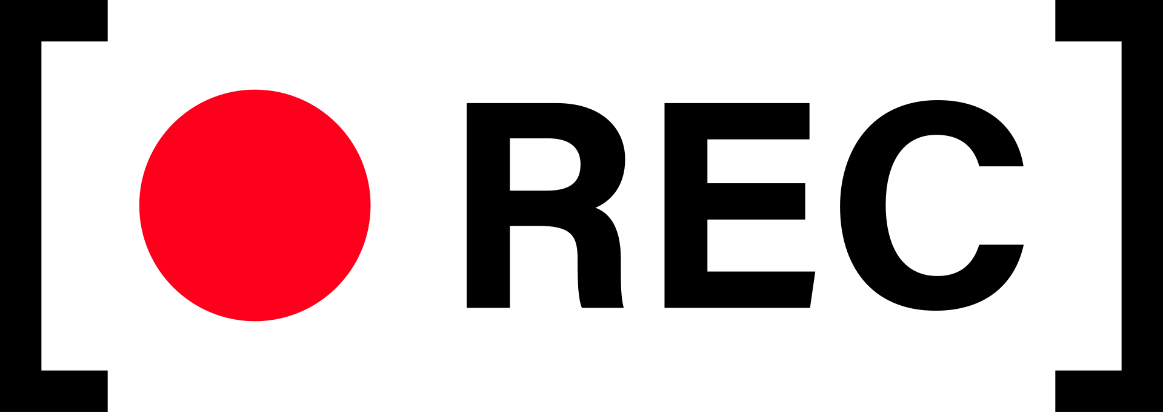 [ REC ]